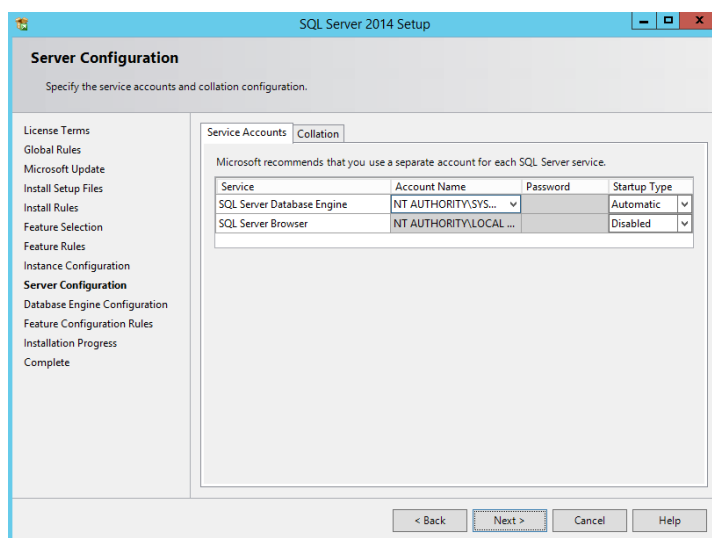 SQL Server 2014 Setup
Server Configuration
Specify the service accounts and collation configuration.
License Terms
Global Rules
Microsoft Update
Install Setup Files
Install Rules
Feature Selection
Feature Rules
Instance Configuration
Server Configuration
Database Engine Configuration
Feature Configuration Rules
Installation Progress
Complete
Service Accounts Collation
Microsoft recommends that you use a separate account for each SQL Server service.
Service Account Name Password Startup Type
SQL Server Database Engine NT AUTHORITY\SYS... Automatic
SQL Server Browser NT AUTHORITY\LOCAL ... Disabled
< Back Next > Cancel Help